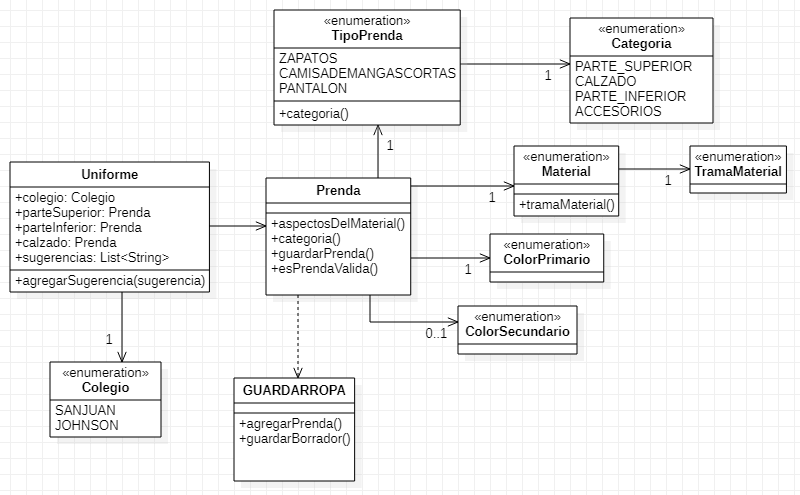 «enumeration»
TipoPrenda
ZAPATOS
CAMISADEMANGASCORTAS
PANTALON
+categoria()
1
«enumeration»
Categoria
PARTE_SUPERIOR
CALZADO
PARTE_INFERIOR
ACCESORIOS
1
Uniforme
+colegio: Colegio
+parteSuperior: Prenda
+parteInferior: Prenda
+calzado: Prenda
+sugerencias: List<String>
+agregarSugerencia(sugerencia)
Prenda
+aspectosDelMaterial()
+categoria()
+guardarPrenda()
+esPrendaValida()
1
«enumeration»
Material
+tramaMaterial()
1
«enumeration»
TramaMaterial
1
«enumeration»
ColorPrimario
0..1
«enumeration»
ColorSecundario
1
«enumeration»
Colegio
SANJUAN
JOHNSON
GUARDARROPA
+agregarPrenda()
+guardarBorrador()